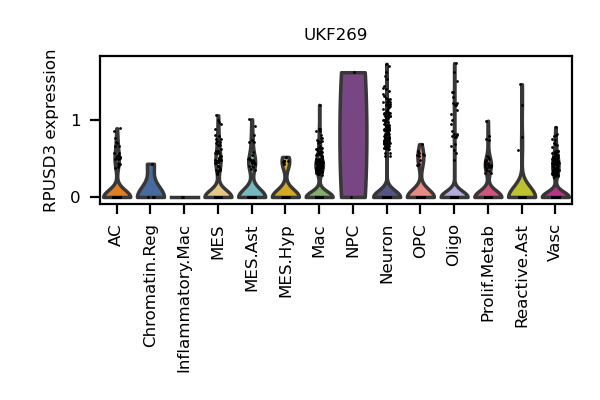 UKF269
RPUSD3 expression
1
0
AC
Chromatin.Reg
Inflammatory.Mac
MES
MES.Ast
MES.Hyp
Mac
NPC
Neuron
OPC
Oligo
Prolif.Metab
Reactive.Ast
Vasc